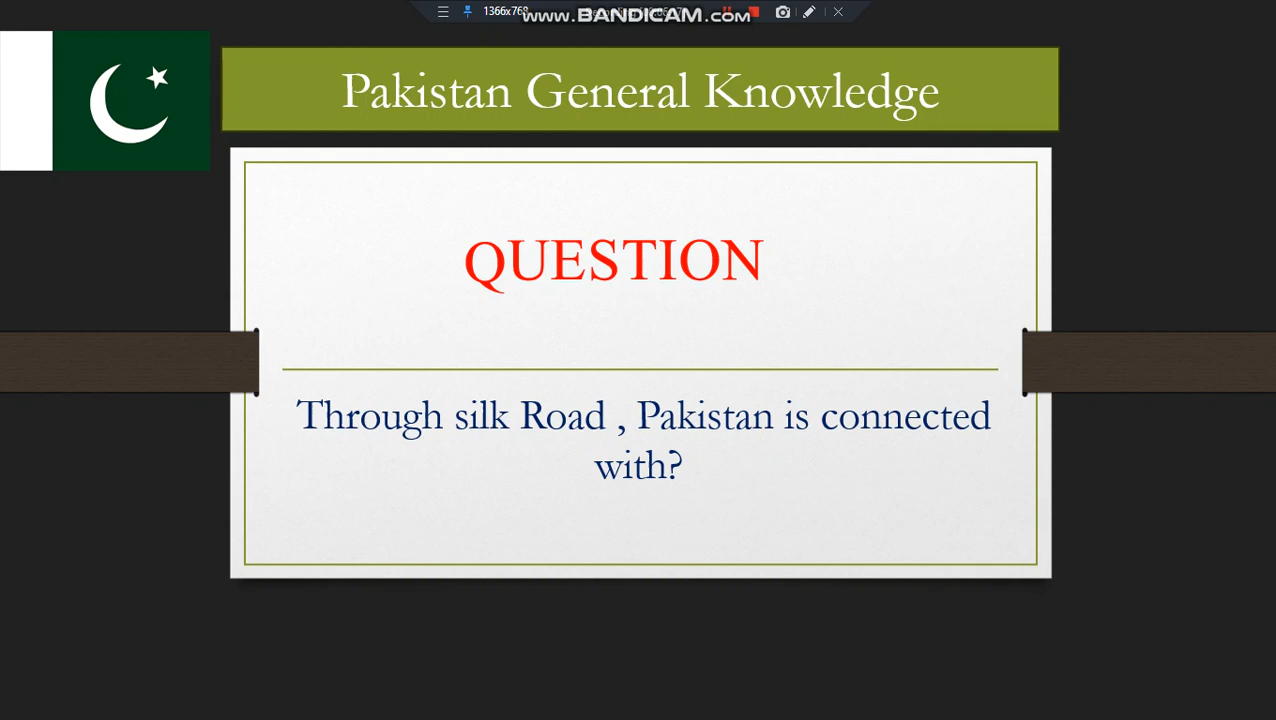 1366x768
www.BANDICAM.com
Pakistan General Knowledge
QUESTION
Through silk Road , Pakistan is connected
with?